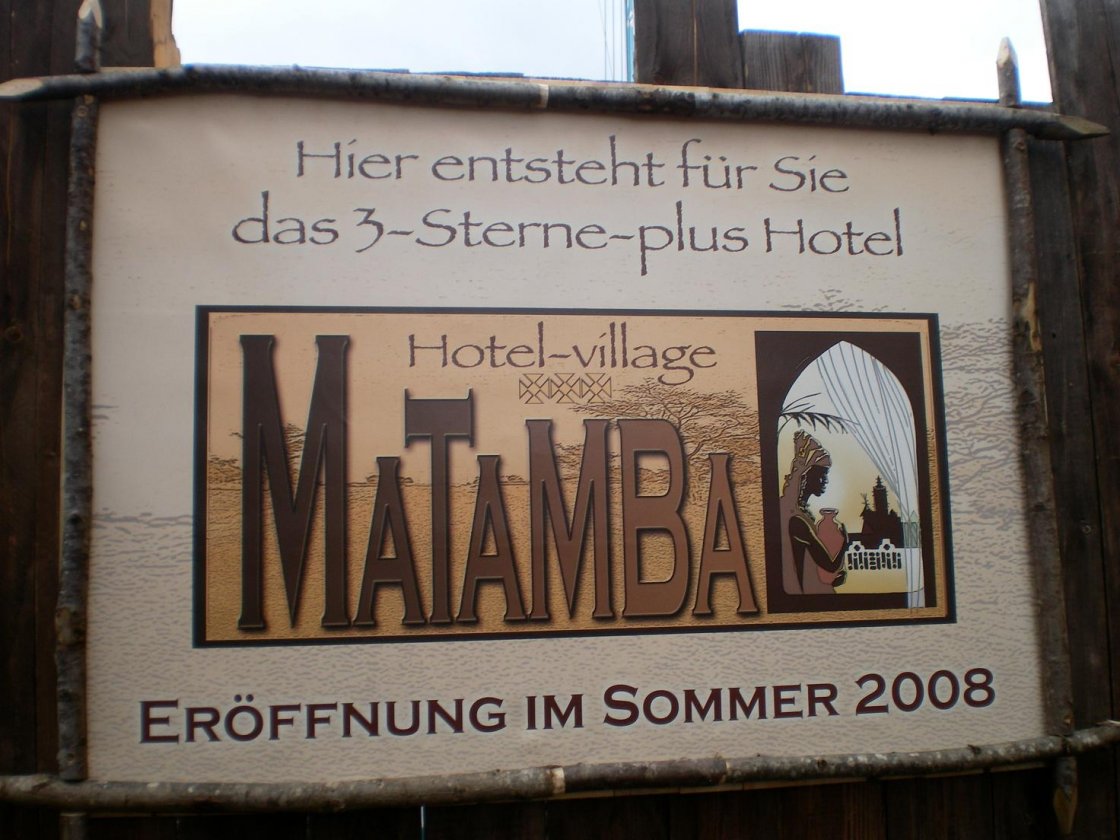 Hier entsteht für Sie
das 3-Sterne-plus Hotel
Hotel-village
MATAMBA
ERÖFFNUNG IM SOMMER 2008